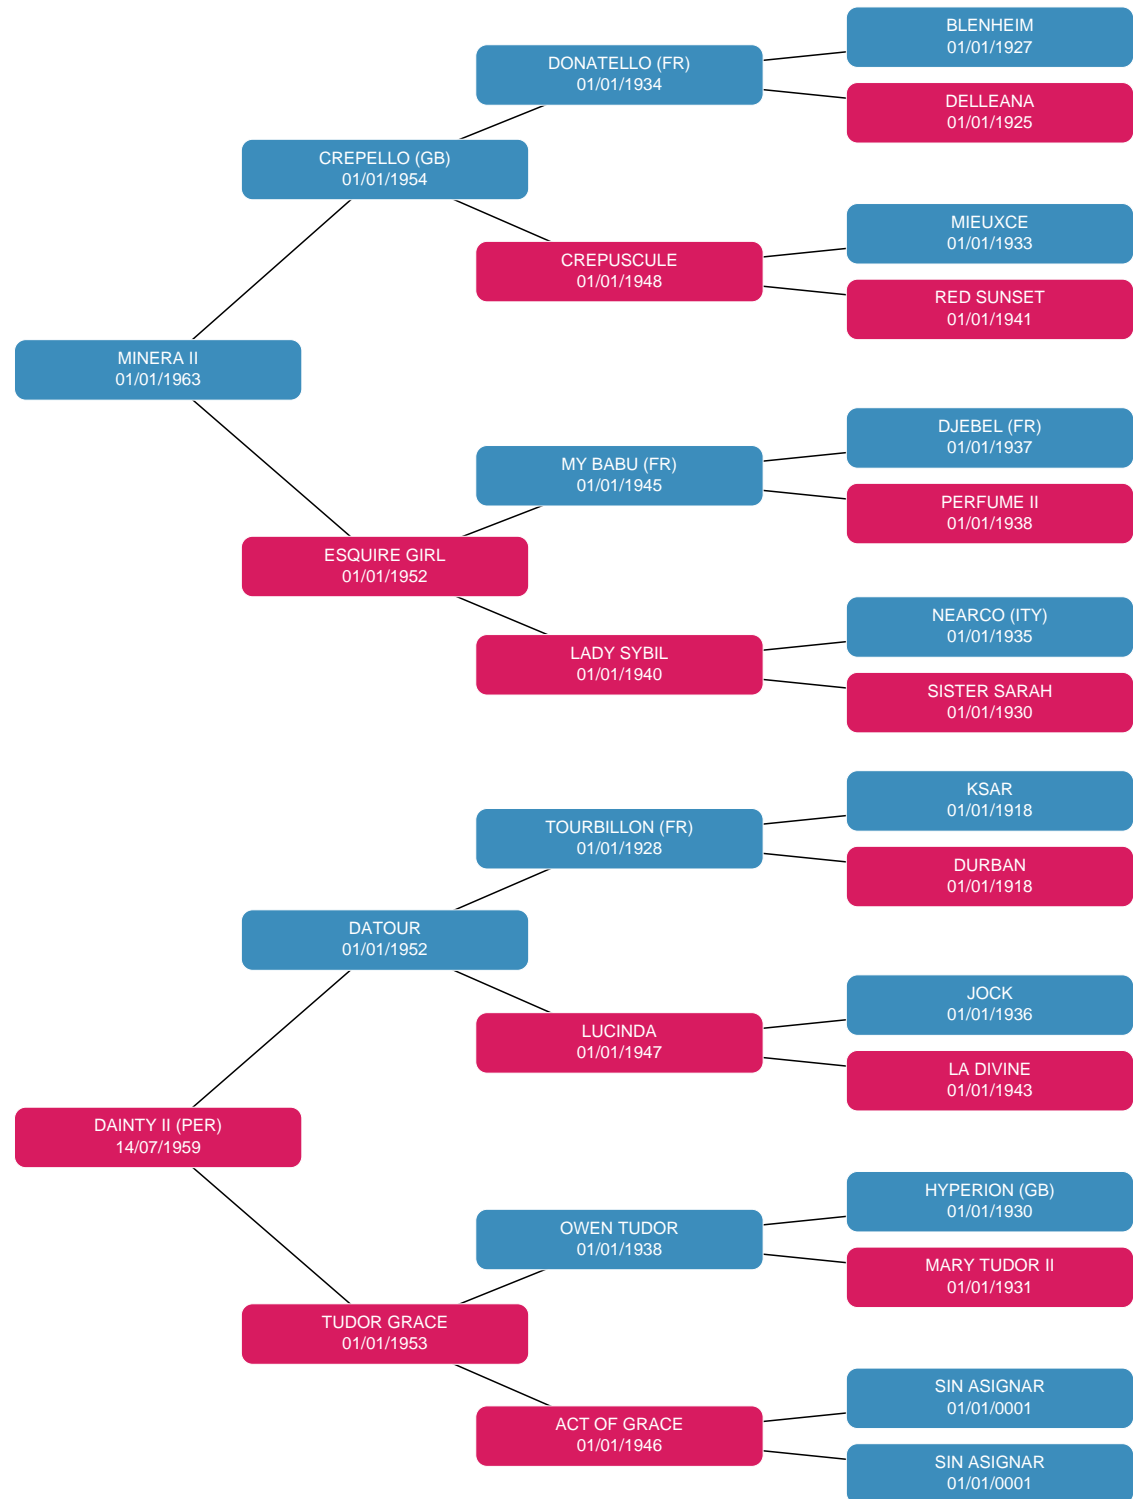 BLENHEIM
01/01/1927
DONATELLO (FR)
01/01/1934
DELLEANA
01/01/1925
CREPELLO (GB)
01/01/1954
MIEUXCE
01/01/1933
CREPUSCULE
01/01/1948
RED SUNSET
01/01/1941
MINERA II
01/01/1963
DJEBEL (FR)
01/01/1937
MY BABU (FR)
01/01/1945
PERFUME II
01/01/1938
ESQUIRE GIRL
01/01/1952
NEARCO (ITY)
01/01/1935
LADY SYBIL
01/01/1940
SISTER SARAH
01/01/1930
KSAR
01/01/1918
TOURBILLON (FR)
01/01/1928
DURBAN
01/01/1918
DATOUR
01/01/1952
JOCK
01/01/1936
LUCINDA
01/01/1947
LA DIVINE
01/01/1943
DAINTY II (PER)
14/07/1959
HYPERION (GB)
01/01/1930
OWEN TUDOR
01/01/1938
MARY TUDOR II
01/01/1931
TUDOR GRACE
01/01/1953
SIN ASIGNAR
01/01/0001
ACT OF GRACE
01/01/1946
SIN ASIGNAR
01/01/0001